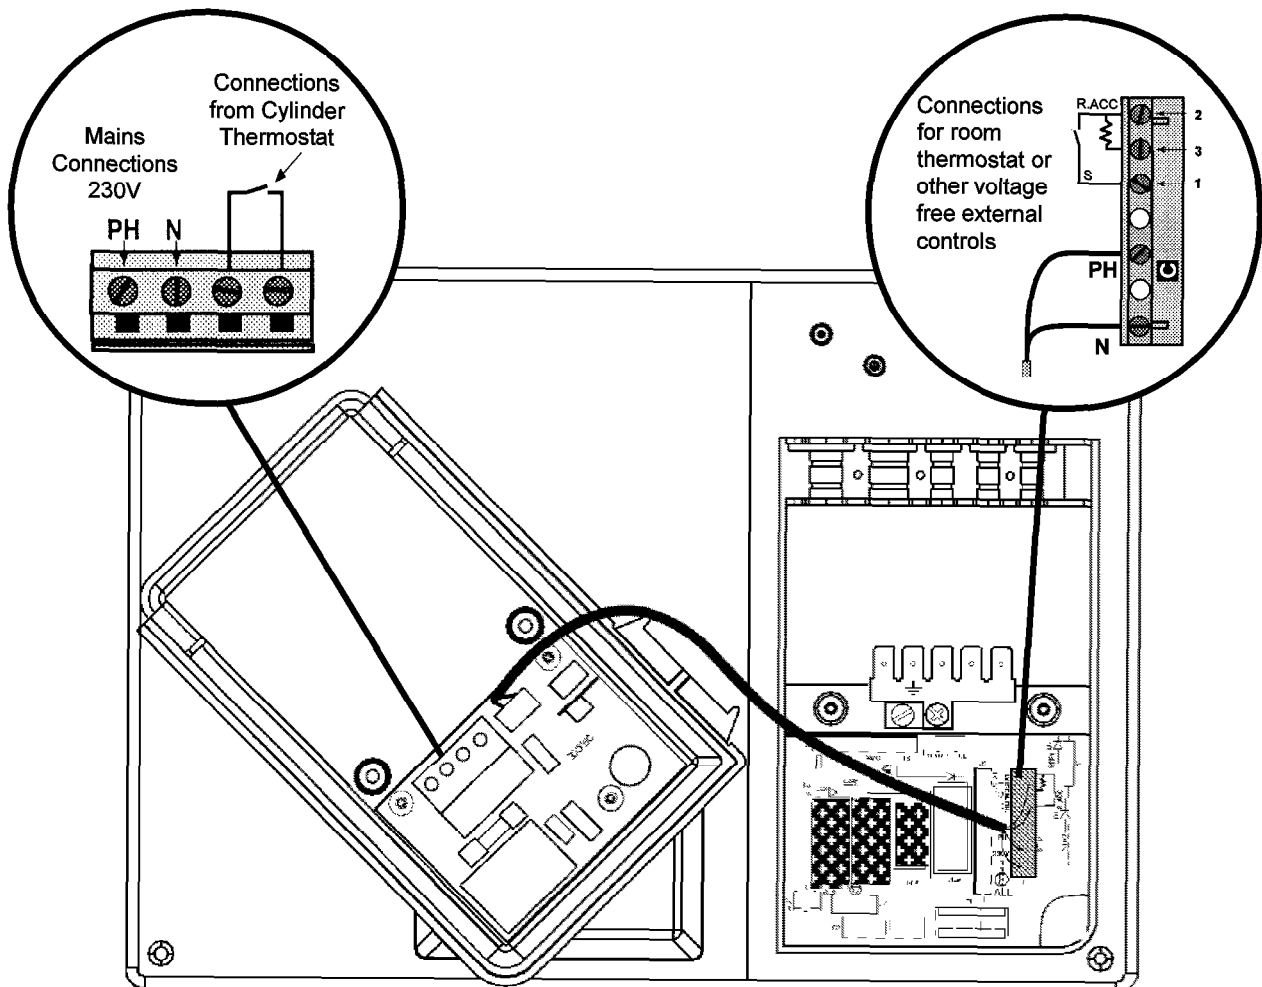 Connections
from Cylinder
Thermostat
Mains
Connections
230V
PH N
Connections
for room
thermostat or
other voltage
free external
controls
R.ACC
S
2
3
1
PH
N
C